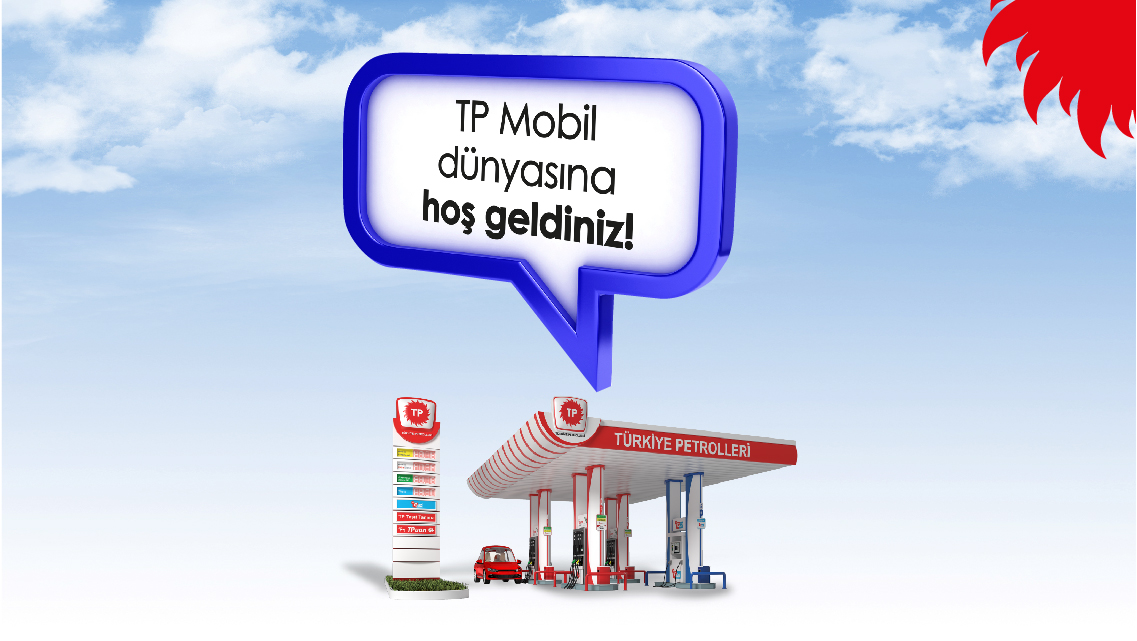 TP Mobil
dünyasına
hoş geldiniz!
TP
TP
TÜRKİYE PETROLLERİ